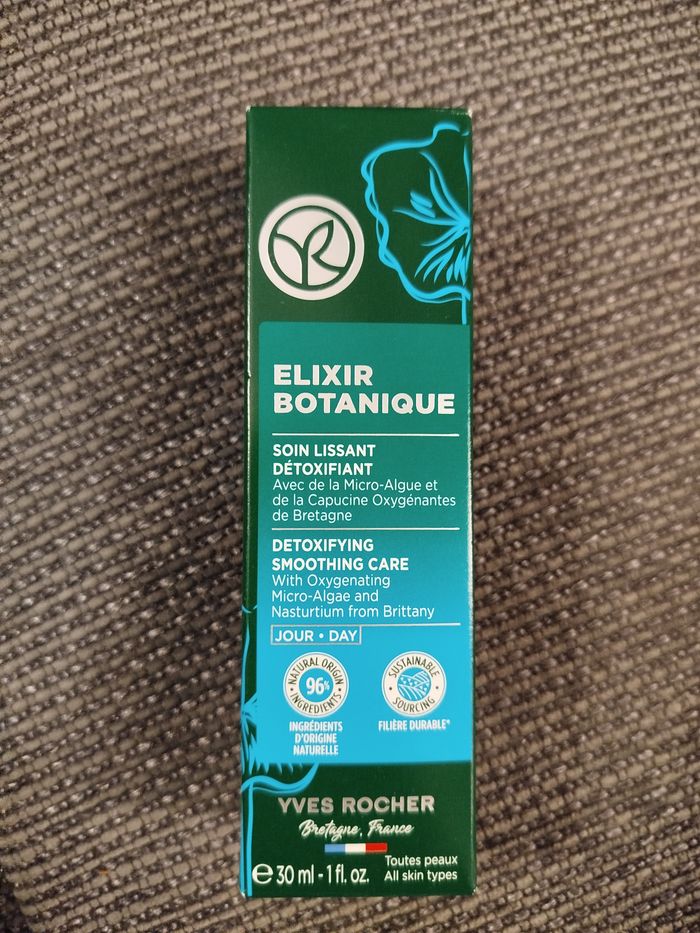 YR
ELIXIR
BOTANIQUE
SOIN LISSANT
DÉTOXIFIANT
Avec de la Micro-Algue et
de la Capucine Oxygénantes
de Bretagne
DETOXIFYING
SMOOTHING CARE
With Oxygenating
Micro-Algae and
Nasturtium from Brittany
JOUR • DAY
NATURAL ORIGIN
96%
INGREDIENTS
INGRÉDIENTS
D'ORIGINE
NATURELLE
SUSTAINABLE
SOURCING
FILIÈRE DURABLE*
YVES ROCHER
Bretagne, France
Toutes peaux
All skin types
℮ 30 ml - 1 fl. oz.